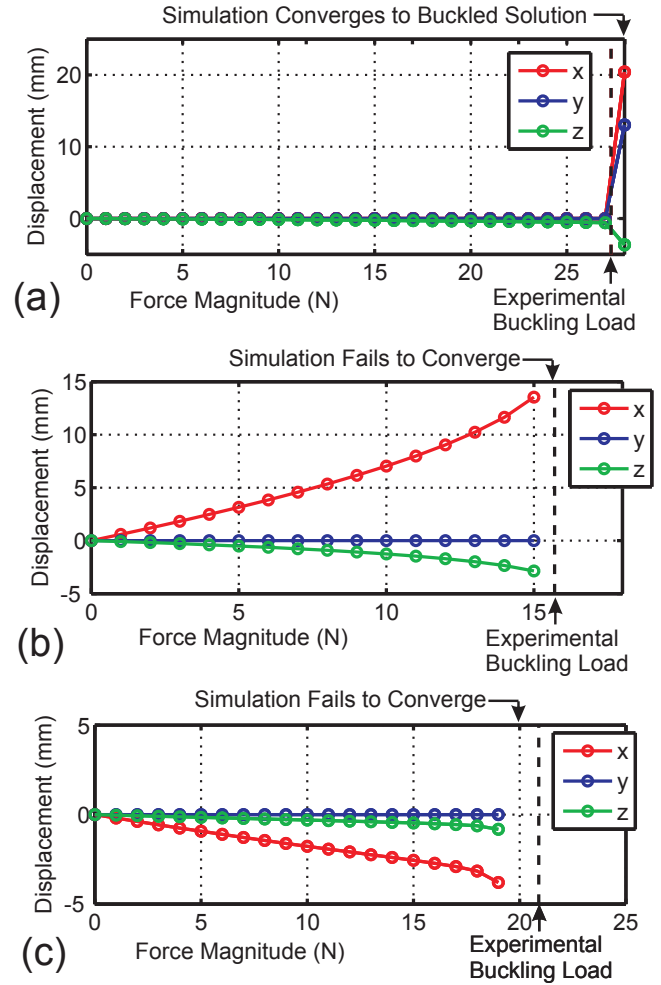 Simulation Converges to Buckled Solution
20
10
0
Displacement (mm)
x
y
z
0 5 10 15 20 25
Force Magnitude (N)
Experimental
Buckling Load
(a)
Simulation Fails to Converge
15
10
5
0
-5
Displacement (mm)
x
y
z
0 5 10 15
Force Magnitude (N)
Experimental
Buckling Load
(b)
Simulation Fails to Converge
5
0
-5
Displacement (mm)
x
y
z
0 5 10 15 20 25
Force Magnitude (N)
Experimental
Buckling Load
(c)